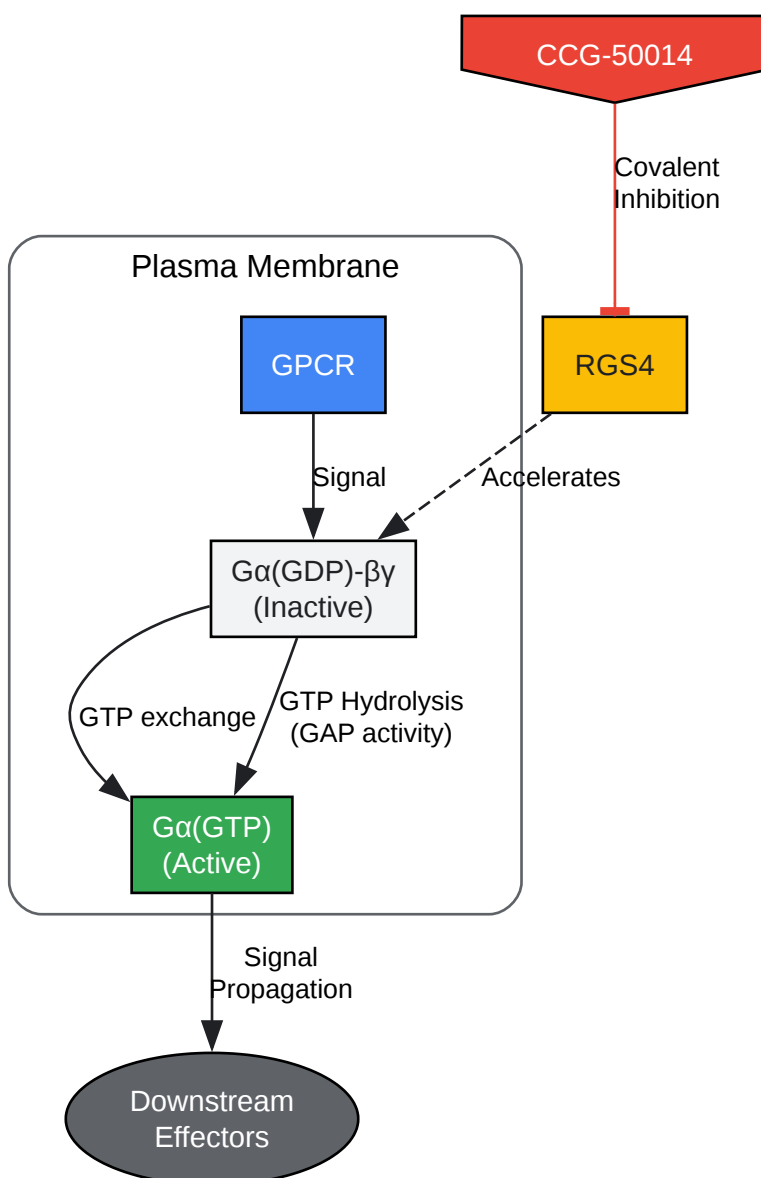 CCG-50014
Covalent
Inhibition
Plasma Membrane
GPCR
RGS4
Signal
Accelerates
Gα(GDP)-βγ
(Inactive)
GTP exchange
GTP Hydrolysis
(GAP activity)
Gα(GTP)
(Active)
Signal
Propagation
Downstream
Effectors